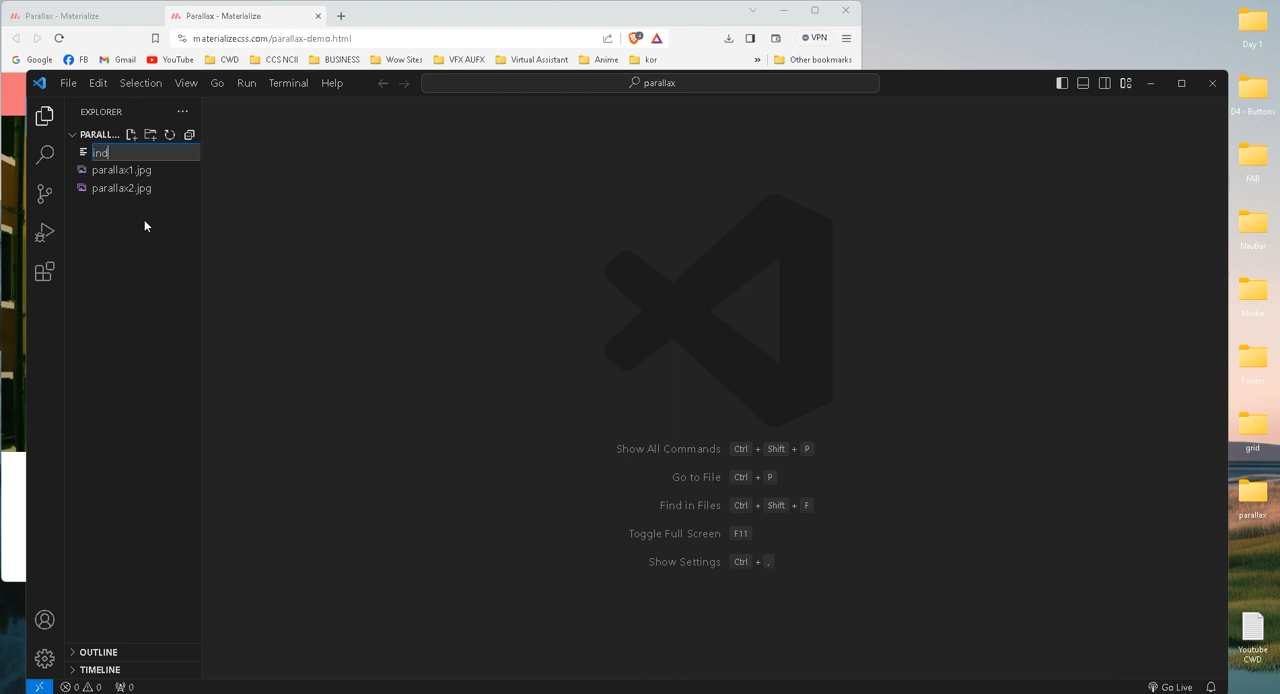 Parallax - Materialize
Parallax - Materialize
materializecss.com/parallax-demo.html
VPN
Google
FB
Gmail
YouTube
CWD
CCS NCII
BUSINESS
Wow Sites
VFX AUFX
Virtual Assistant
Anime
kor
»
Other bookmarks
File
Edit
Selection
View
Go
Run
Terminal
Help
parallax
EXPLORER
PARALL...
ind
parallax1.jpg
parallax2.jpg
Show All Commands Ctrl + Shift + P
Go to File Ctrl + P
Find in Files Ctrl + Shift + F
Toggle Full Screen F11
Show Settings Ctrl + ,
OUTLINE
TIMELINE
0 0 0
Go Live
Day 1
D4 - Buttons
FAB
NavBar
Media
Footer
grid
parallax
Youtube
CWD